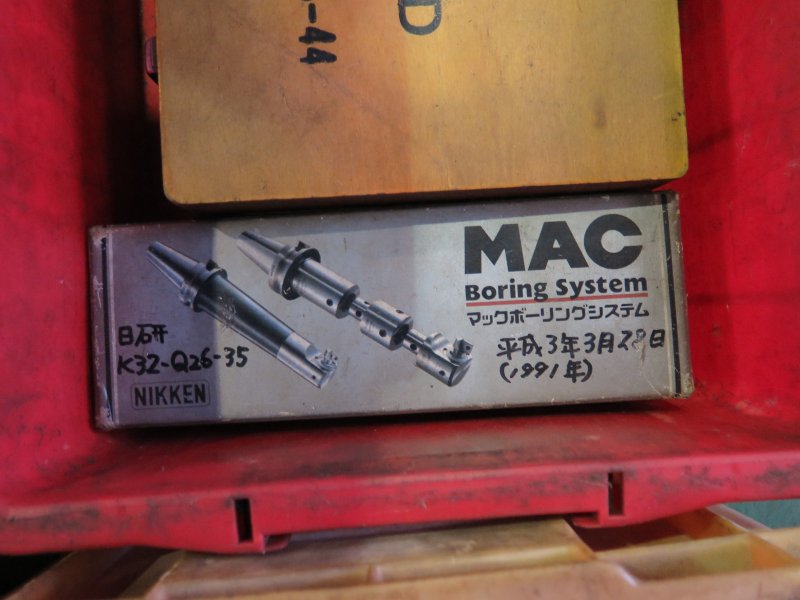 -44
D
MAC
Boring System
マックボーリングシステム
平成3年3月28日
(1991年)
日研
K32-Q26-35
NIKKEN